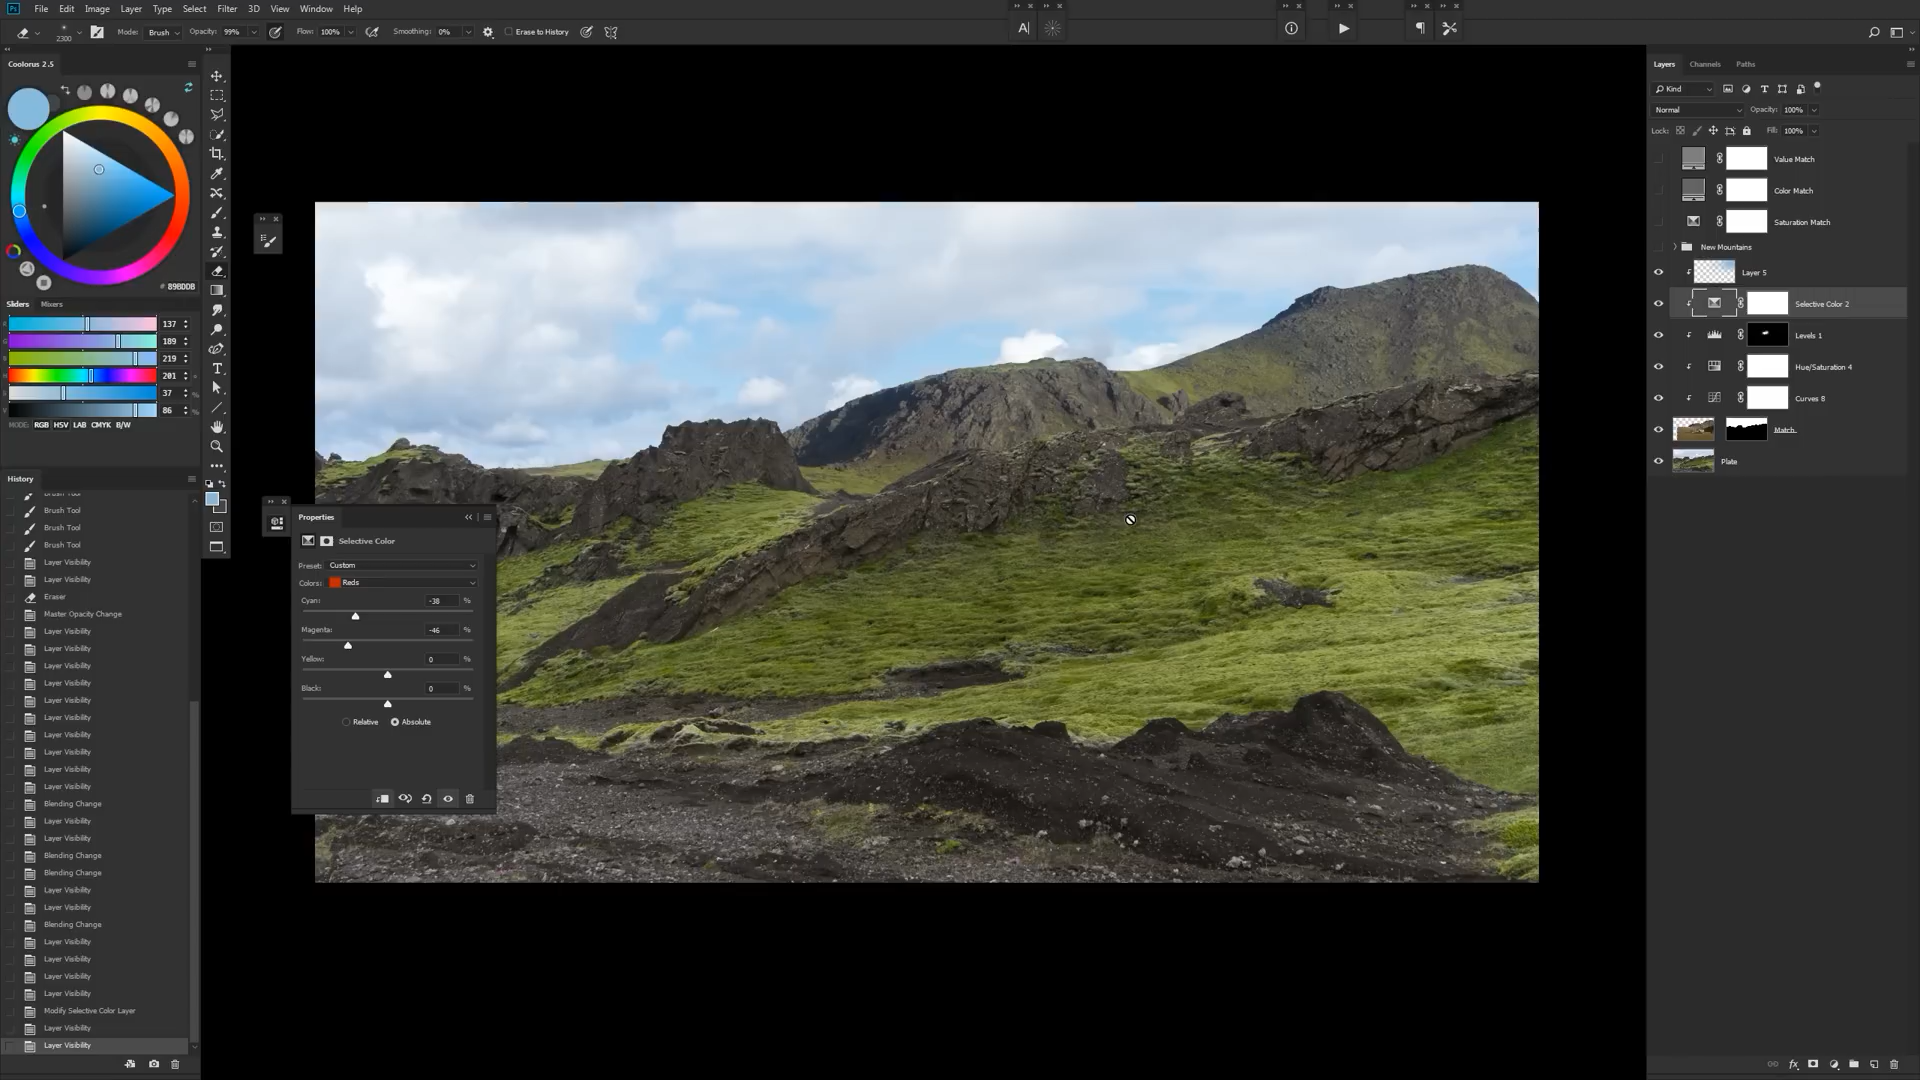 Ps File Edit Image Layer Type Select Filter 3D View Window Help
2300 Mode: Brush Opacity: 99% Flow: 100% Smoothing: 0% Erase to History
Coolorus 2.5
# 89BDDB
Sliders Mixers
137
189
219
H 201
37 %
V 86 %
MODE: RGB HSV LAB CMYK B/W
History
Brush Tool
Brush Tool
Brush Tool
Brush Tool
Layer Visibility
Layer Visibility
Eraser
Master Opacity Change
Layer Visibility
Layer Visibility
Layer Visibility
Layer Visibility
Layer Visibility
Layer Visibility
Layer Visibility
Layer Visibility
Layer Visibility
Layer Visibility
Blending Change
Layer Visibility
Layer Visibility
Blending Change
Blending Change
Layer Visibility
Layer Visibility
Blending Change
Layer Visibility
Layer Visibility
Layer Visibility
Layer Visibility
Modify Selective Color Layer
Layer Visibility
Layer Visibility
Properties
Selective Color
Preset: Custom
Colors: Reds
Cyan: -38 %
Magenta: -46 %
Yellow: 0 %
Black: 0 %
Relative Absolute
Layers Channels Paths
Kind
Normal Opacity: 100%
Lock: Fill: 100%
Value Match
Color Match
Saturation Match
New Mountains
Layer 5
Selective Color 2
Levels 1
Hue/Saturation 4
Curves 8
Match
Plate